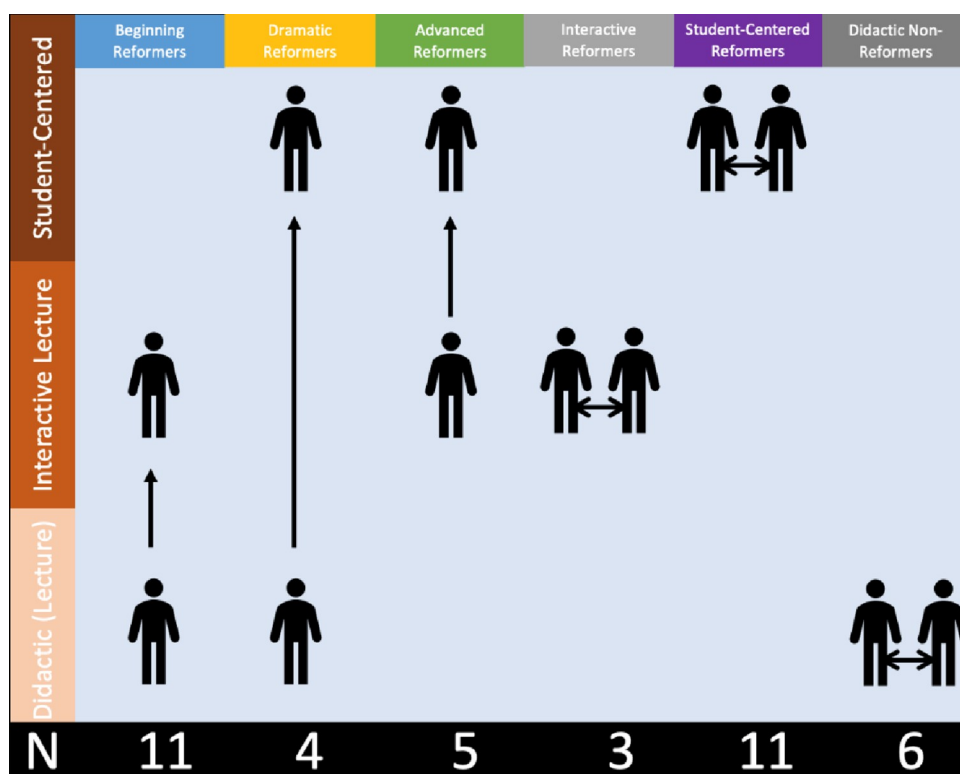 Beginning
Reformers
Dramatic
Reformers
Advanced
Reformers
Interactive
Reformers
Student-Centered
Reformers
Didactic Non-
Reformers
Student-Centered
Interactive Lecture
Didactic (Lecture)
N 11 4 5 3 11 6